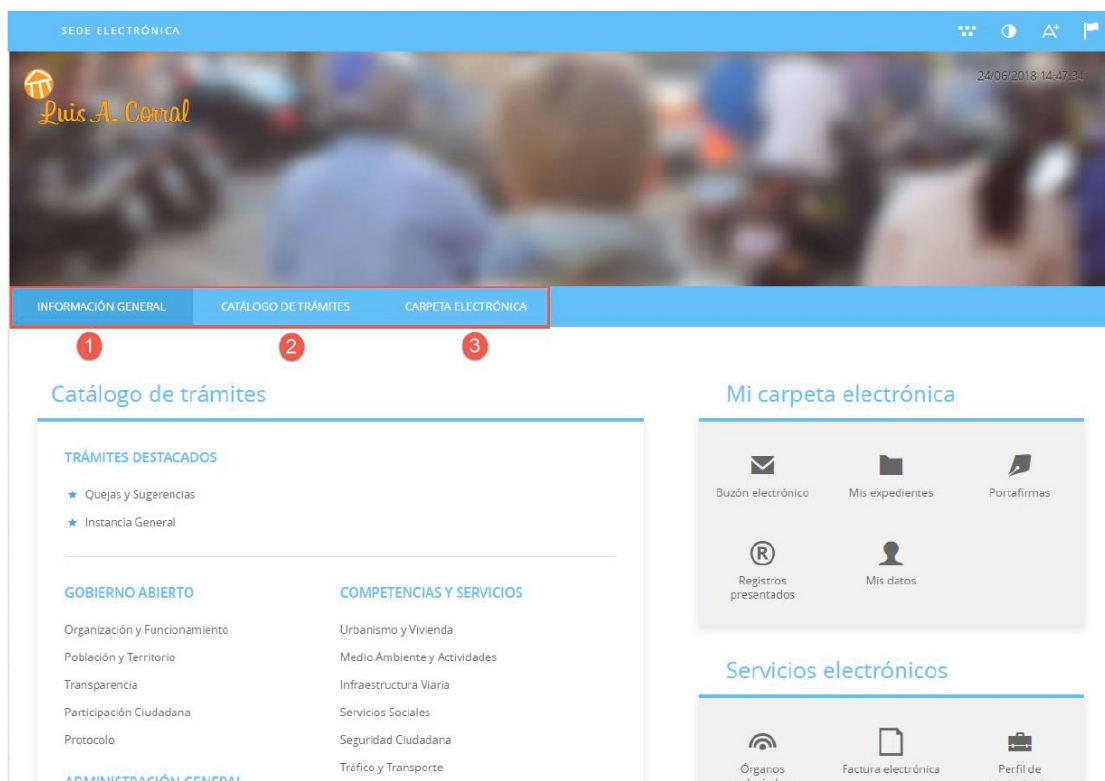 SEDE ELECTRÓNICA
A+
24/06/2018 14:47:34
Luis A. Corral
INFORMACIÓN GENERAL
CATÁLOGO DE TRÁMITES
CARPETA ELECTRÓNICA
1
2
3
Catálogo de trámites
TRÁMITES DESTACADOS
Quejas y Sugerencias
Instancia General
GOBIERNO ABIERTO
Organización y Funcionamiento
Población y Territorio
Transparencia
Participación Ciudadana
Protocolo
ADMINISTRACIÓN GENERAL
COMPETENCIAS Y SERVICIOS
Urbanismo y Vivienda
Medio Ambiente y Actividades
Infraestructura Viaria
Servicios Sociales
Seguridad Ciudadana
Tráfico y Transporte
Mi carpeta electrónica
Buzón electrónico
Mis expedientes
Portafirmas
®
Registros
presentados
Mis datos
Servicios electrónicos
Órganos
Factura electrónica
Perfil de